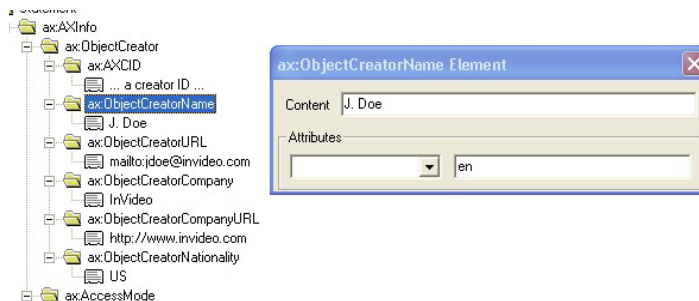 Statement
ax:AXInfo
ax:ObjectCreator
ax:AXCID
... a creator ID ...
ax:ObjectCreatorName
J. Doe
ax:ObjectCreatorURL
mailto:jdoe@invideo.com
ax:ObjectCreatorCompany
InVideo
ax:ObjectCreatorCompanyURL
http://www.invideo.com
ax:ObjectCreatorNationality
US
ax:AccessMode
ax:ObjectCreatorName Element
Content J. Doe
Attributes
en